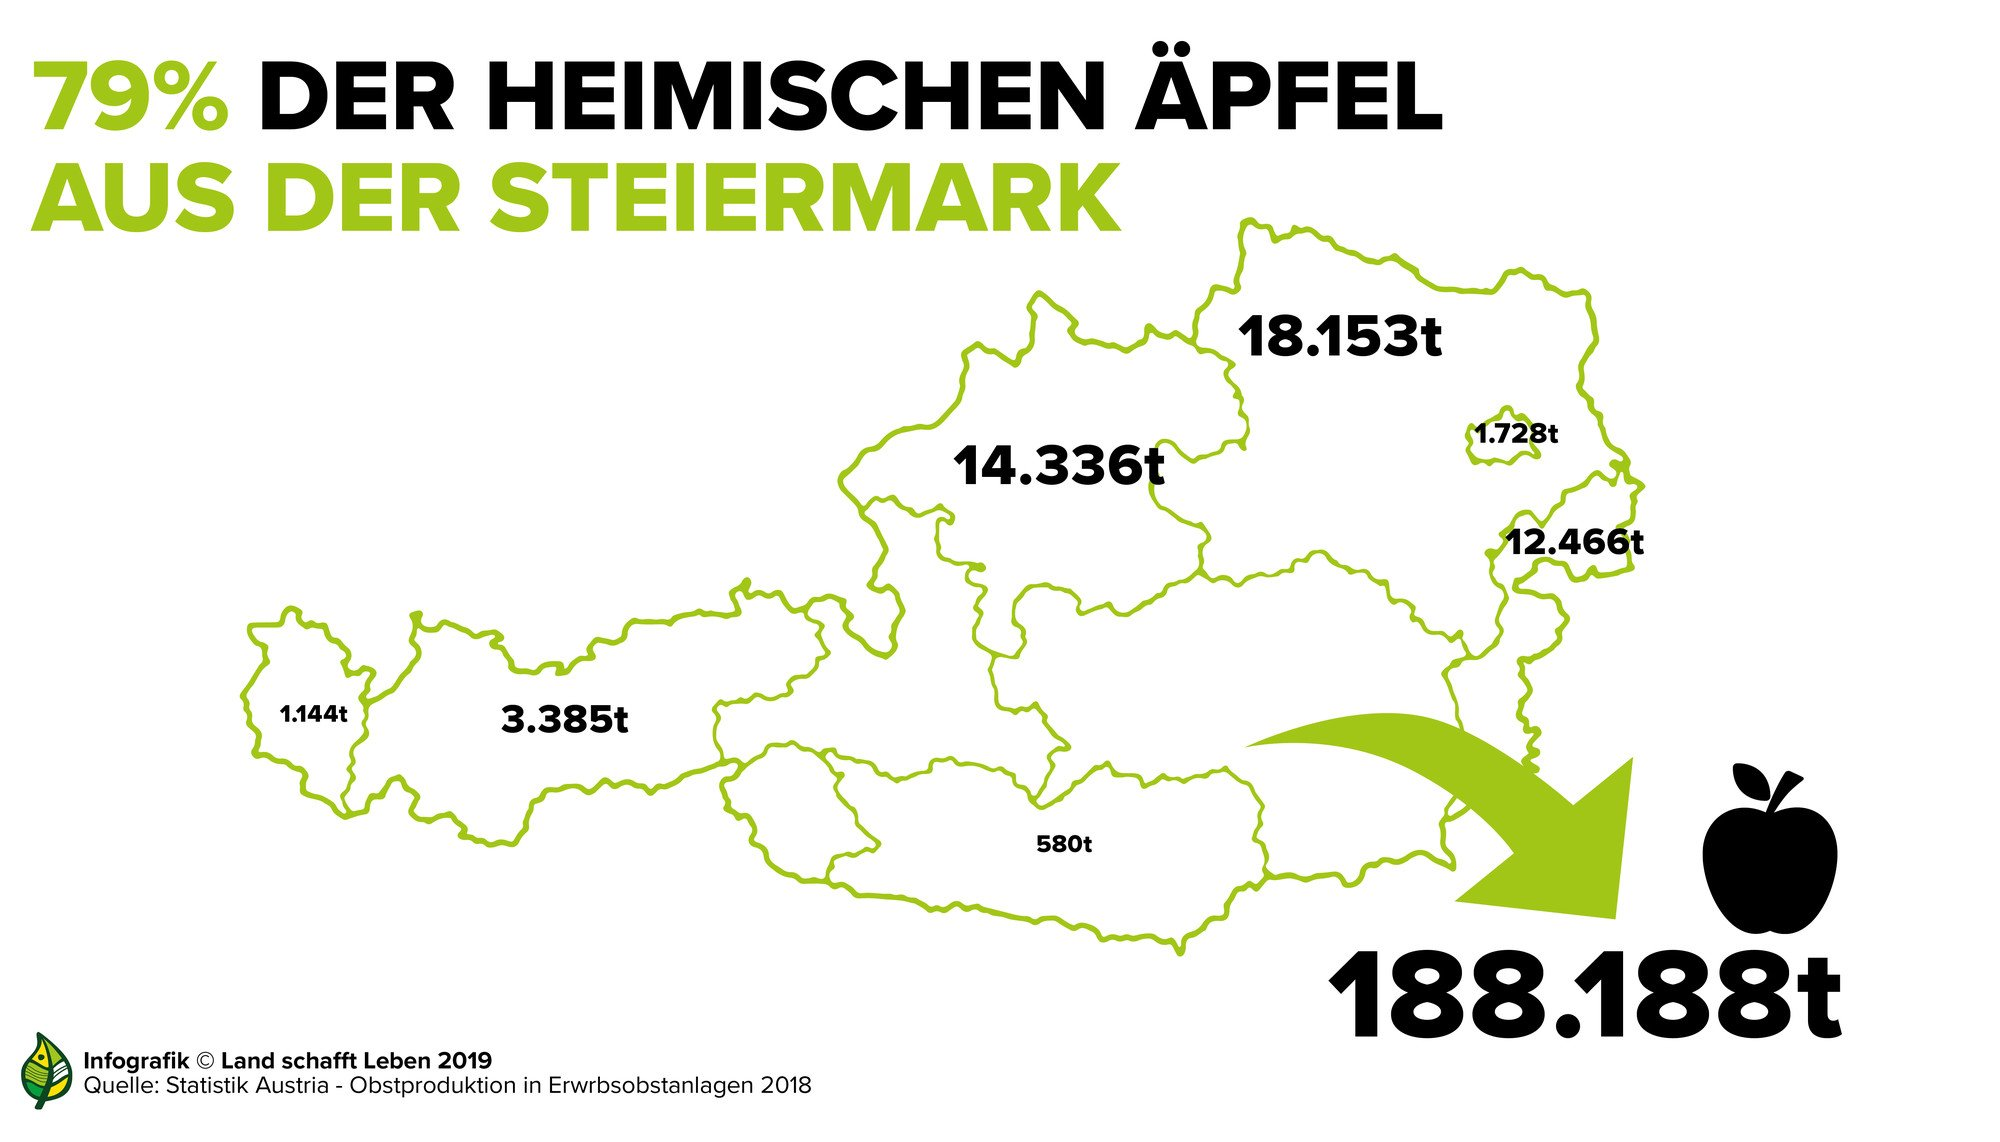 79% DER HEIMISCHEN ÄPFEL
AUS DER STEIERMARK
18.153t
1.728t
14.336t
12.466t
1.144t
3.385t
580t
188.188t
Infografik © Land schafft Leben 2019
Quelle: Statistik Austria - Obstproduktion in Erwrbsobstanlagen 2018